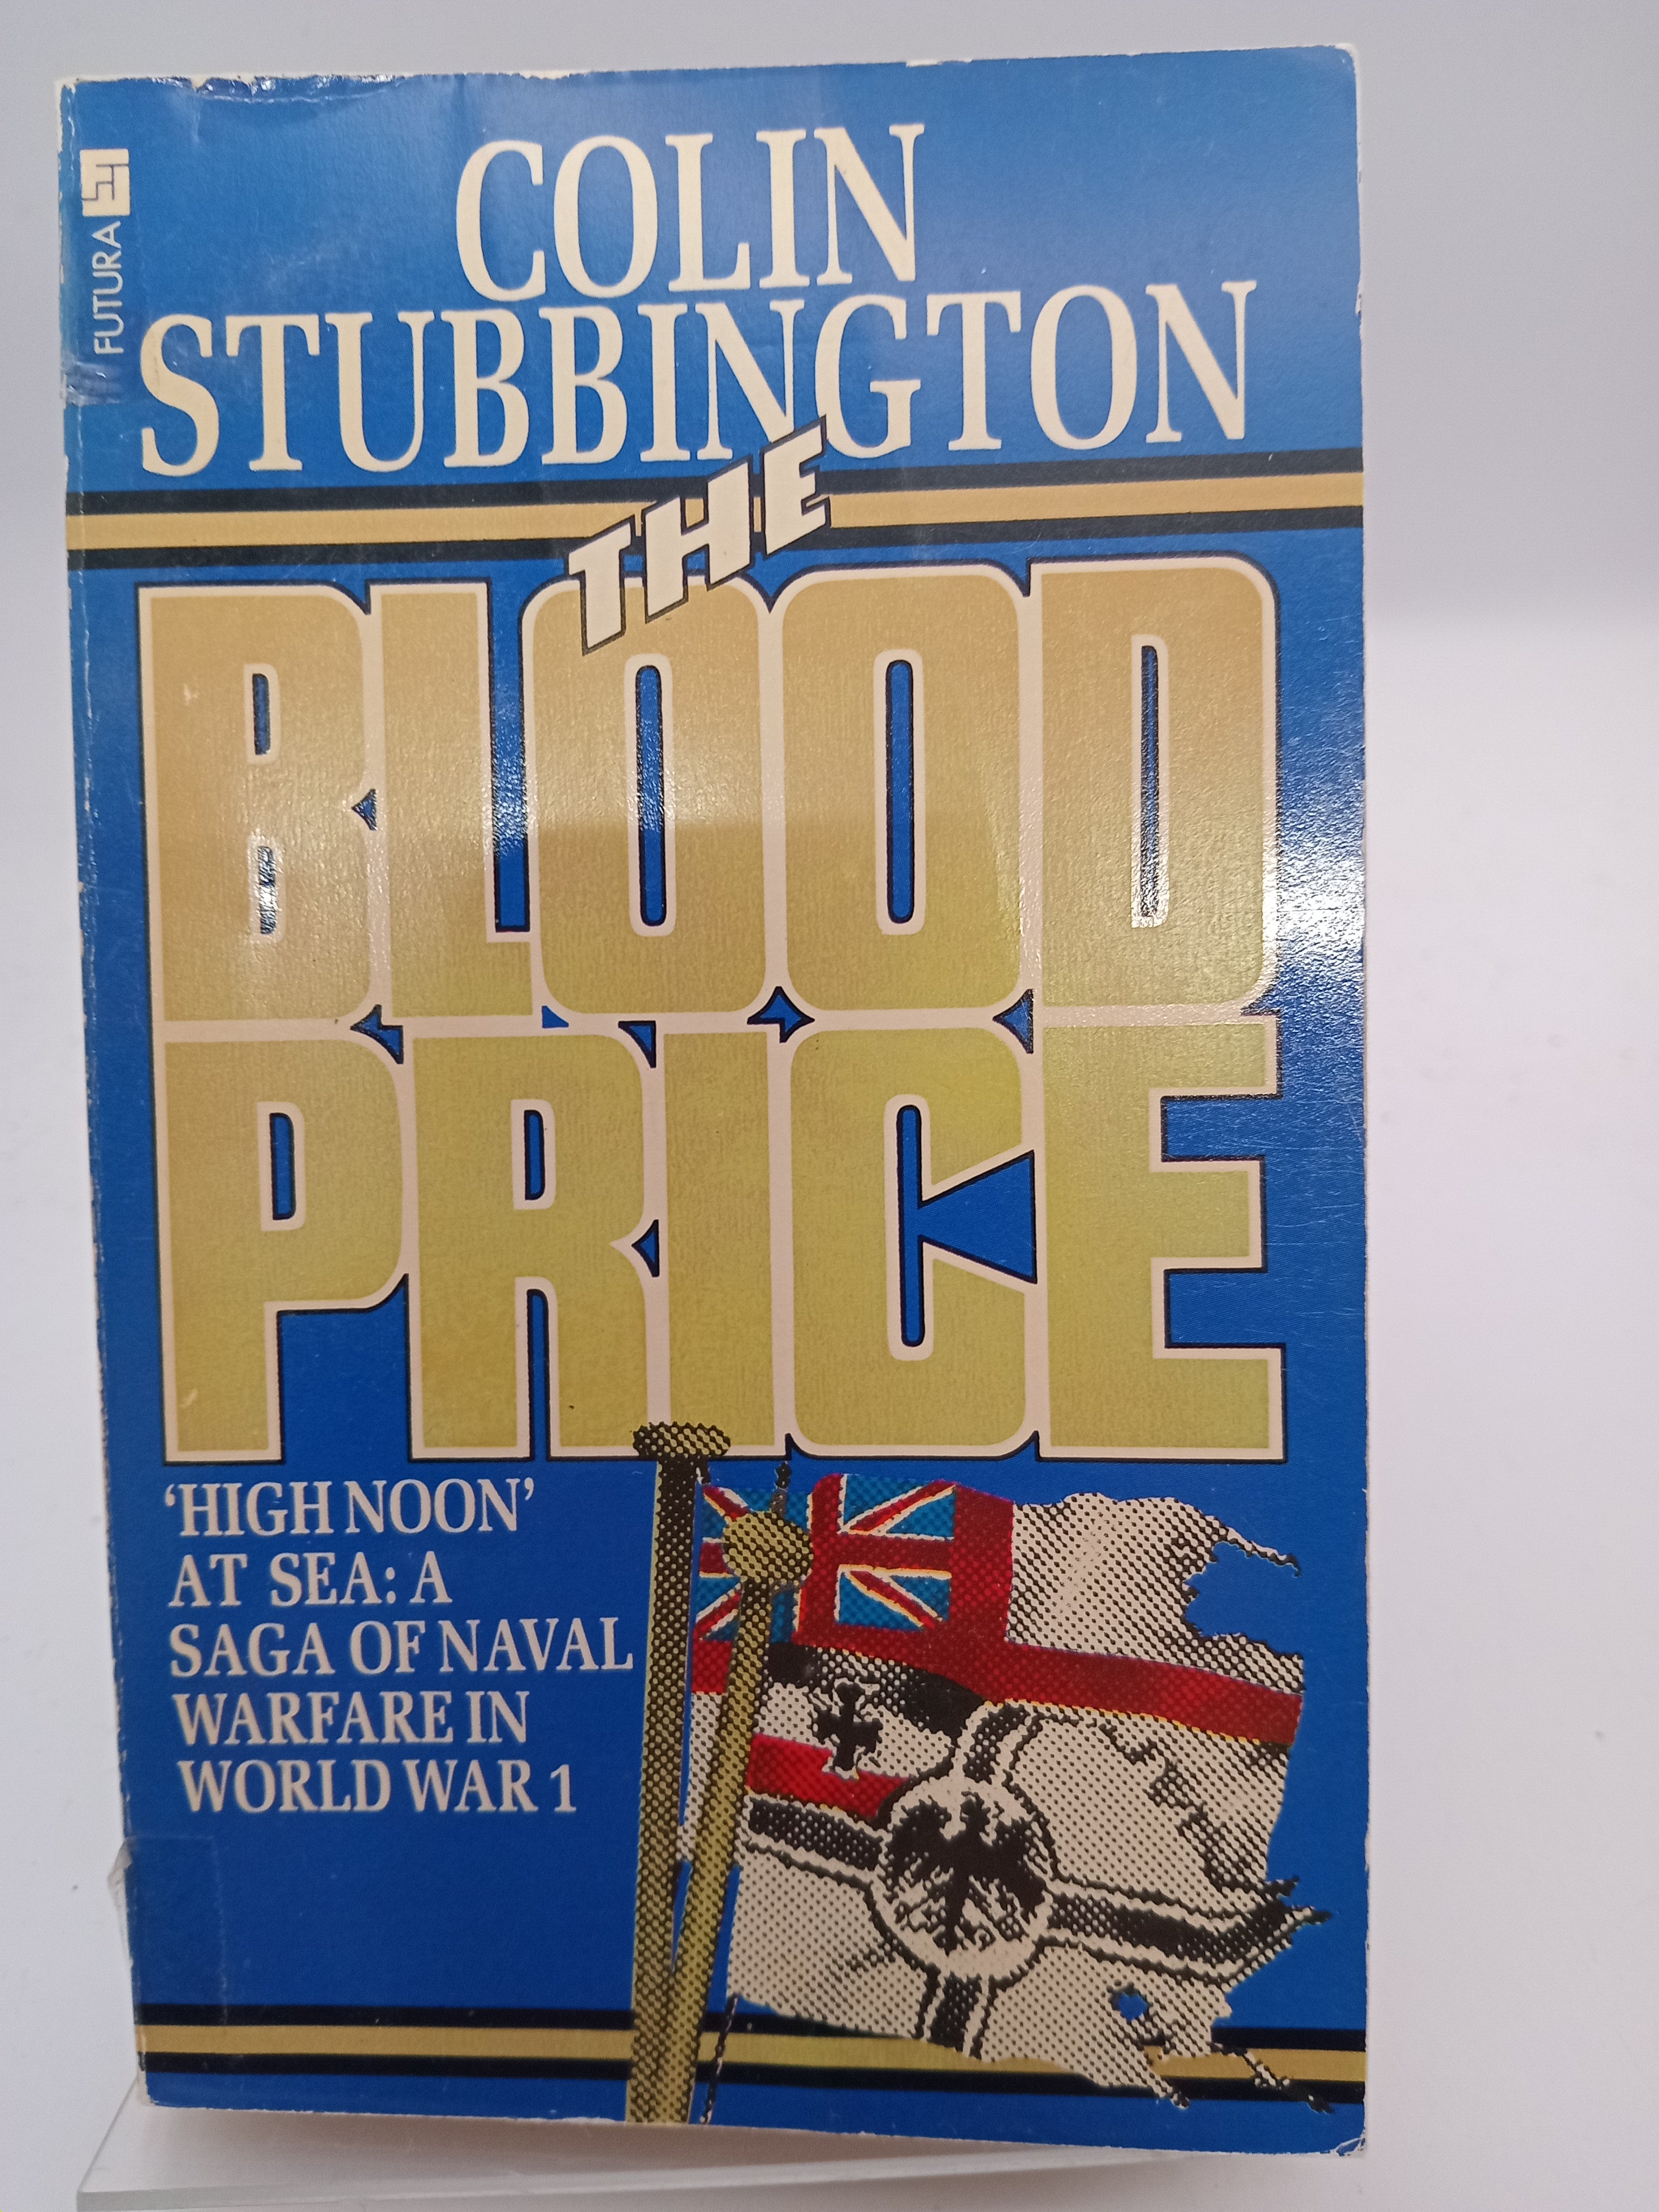 FUTURA
COLIN
STUBBINGTON
THE
BLOOD
PRICE
‘HIGH NOON’
AT SEA: A
SAGA OF NAVAL
WARFARE IN
WORLD WAR 1